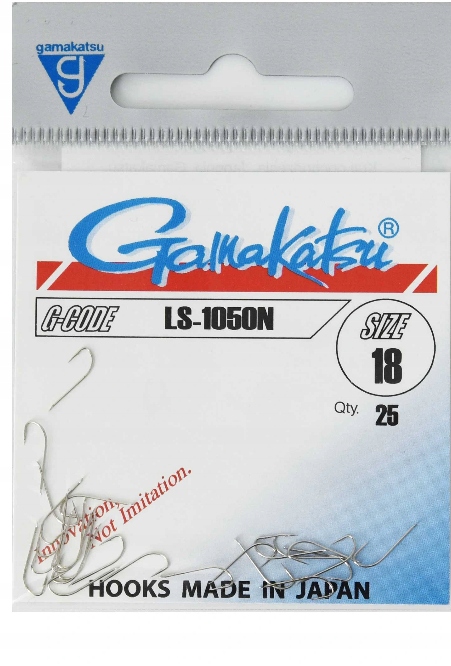 gamakatsu
Gamakatsu®
G-CODE LS-1050N
SIZE
18
Qty. 25
Innovation,
Not Imitation.
HOOKS MADE IN JAPAN